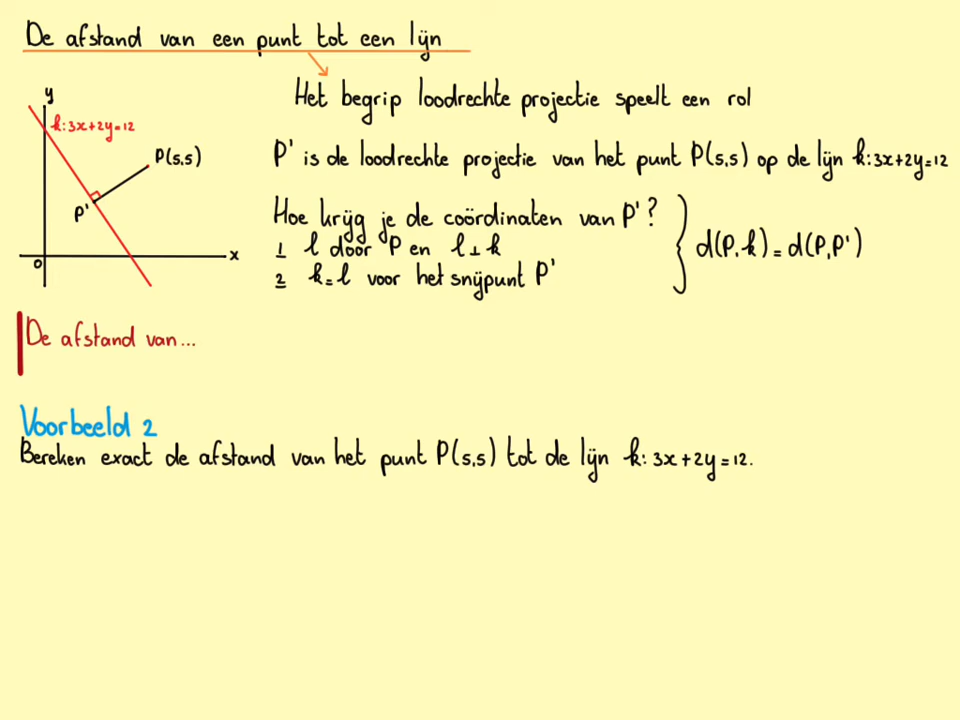 De afstand van een punt tot een lijn
Het begrip loodrechte projectie speelt een rol
y
k: 3x+2y=12
P(5,5)
P'
O
x
P' is de loodrechte projectie van het punt P(5,5) op de lijn k: 3x+2y=12
Hoe krijg je de coördinaten van P'?
1 l door P en l⊥k
2 k=l voor het snijpunt P'
d(P,k)=d(P,P')
De afstand van...
Voorbeeld 2
Bereken exact de afstand van het punt P(5,5) tot de lijn k: 3x+2y=12.